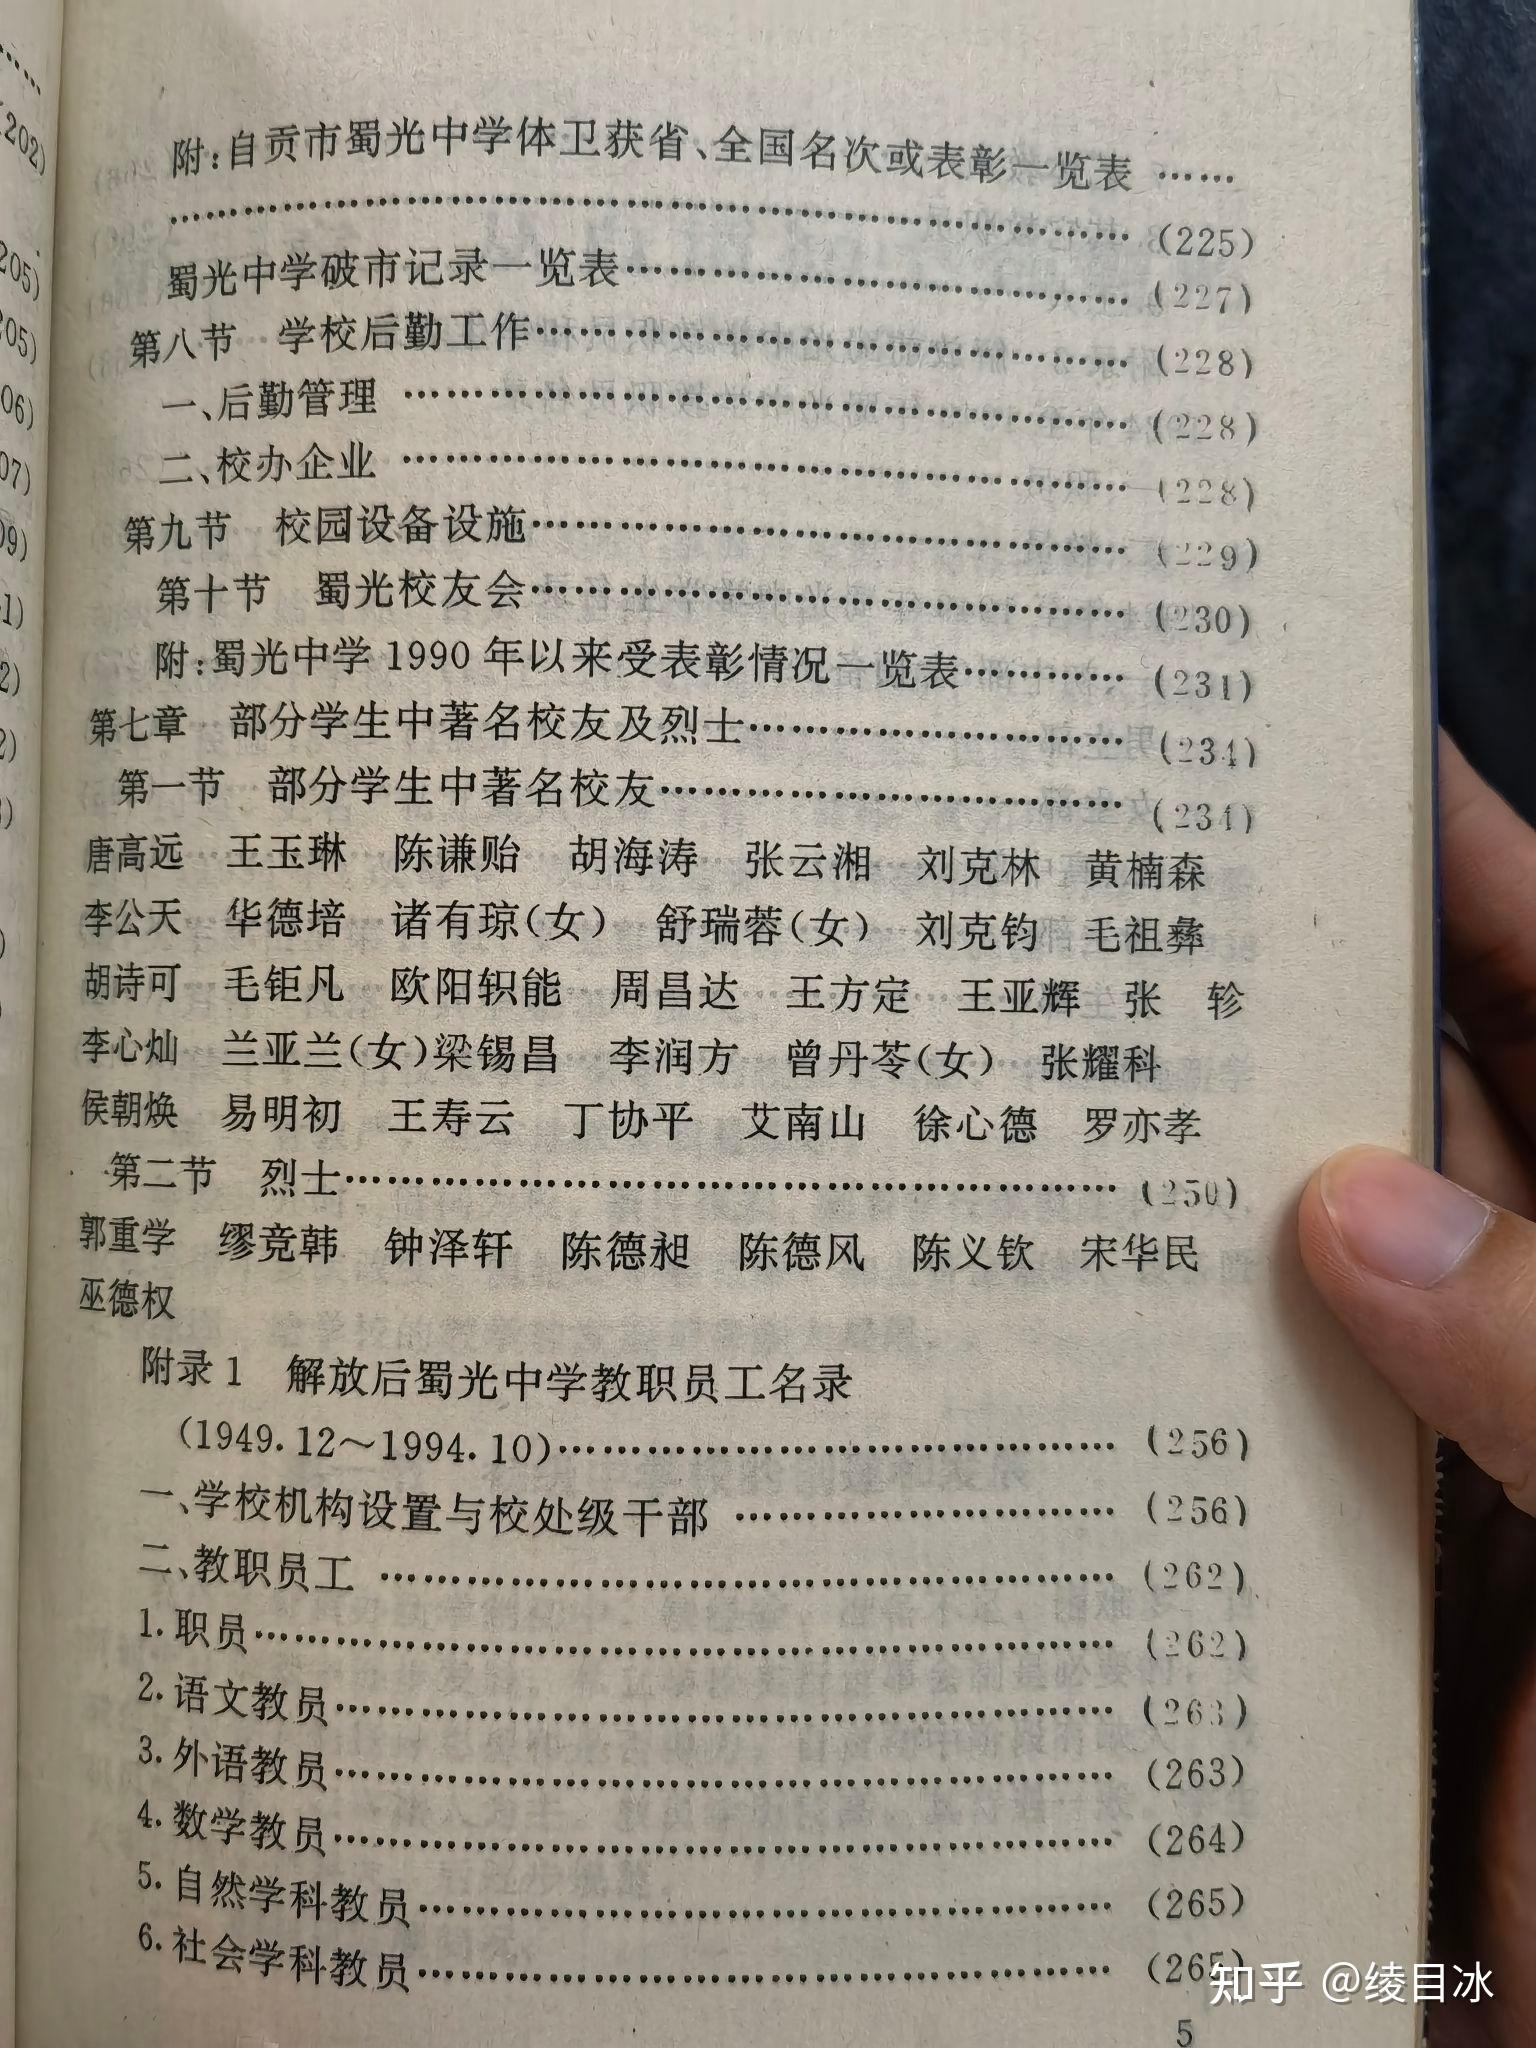 附:自贡市蜀光中学体卫获省、全国名次或表彰一览表 ……
…………………………………………………………… (225)
蜀光中学破市记录一览表……………………………… (227)
第八节 学校后勤工作…………………………………… (228)
一、后勤管理 …………………………………………… (228)
二、校办企业 …………………………………………… (228)
第九节 校园设备设施…………………………………… (229)
第十节 蜀光校友会……………………………………… (230)
附:蜀光中学1990年以来受表彰情况一览表………… (231)
第七章 部分学生中著名校友及烈士…………………… (234)
第一节 部分学生中著名校友…………………………… (234)
唐高远 王玉琳 陈谦贻 胡海涛 张云湘 刘克林 黄楠森
李公天 华德培 诸有琼(女) 舒瑞蓉(女) 刘克钧 毛祖彝
胡诗可 毛钜凡 欧阳轵能 周昌达 王方定 王亚辉 张 轸
李心灿 兰亚兰(女)梁锡昌 李润方 曾丹苓(女) 张耀科
侯朝焕 易明初 王寿云 丁协平 艾南山 徐心德 罗亦孝
第二节 烈士……………………………………………… (250)
郭重学 缪竞韩 钟泽轩 陈德昶 陈德风 陈义钦 宋华民
巫德权
附录1 解放后蜀光中学教职员工名录
(1949.12～1994.10)………………………………… (256)
一、学校机构设置与校处级干部 ……………………… (256)
二、教职员工 …………………………………………… (262)
1.职员…………………………………………………… (262)
2.语文教员……………………………………………… (263)
3.外语教员……………………………………………… (263)
4.数学教员……………………………………………… (264)
5.自然学科教员………………………………………… (265)
6.社会学科教员………………………………………… (265)
5
知乎 @绫目冰
(202)
205)
205)
06)
07)
09)